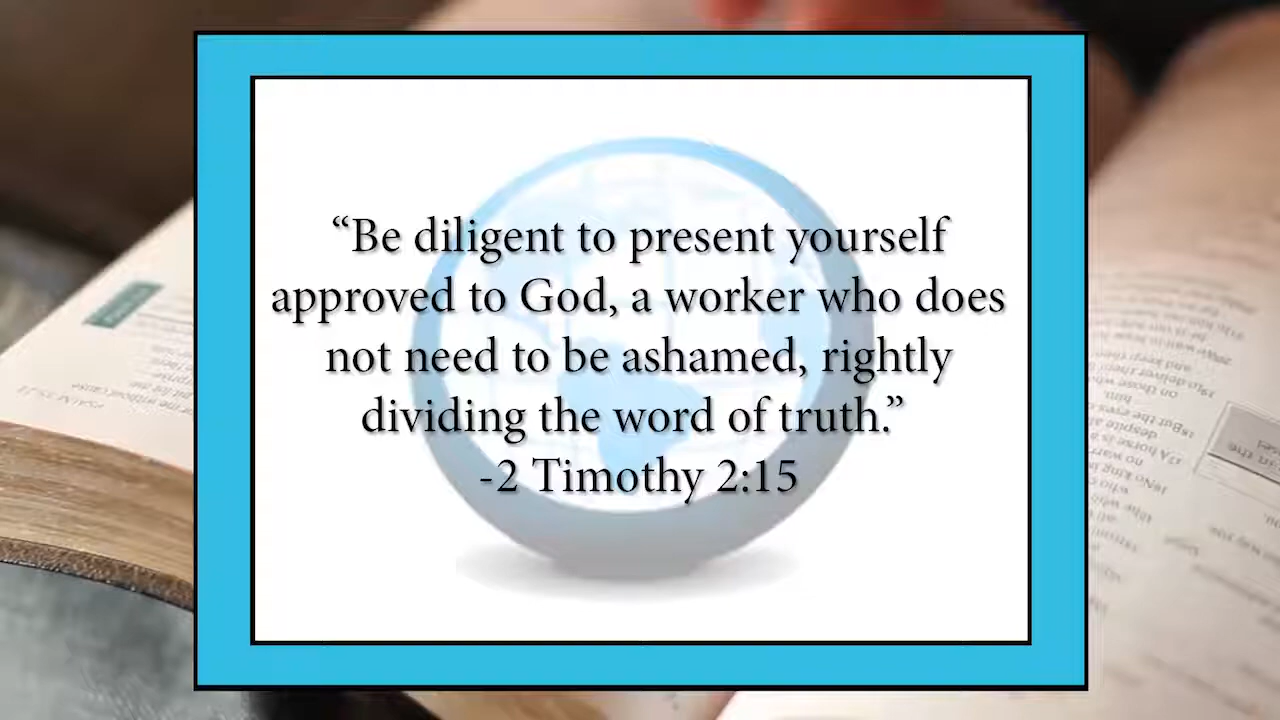 “Be diligent to present yourself
approved to God, a worker who does
not need to be ashamed, rightly
dividing the word of truth.”
-2 Timothy 2:15